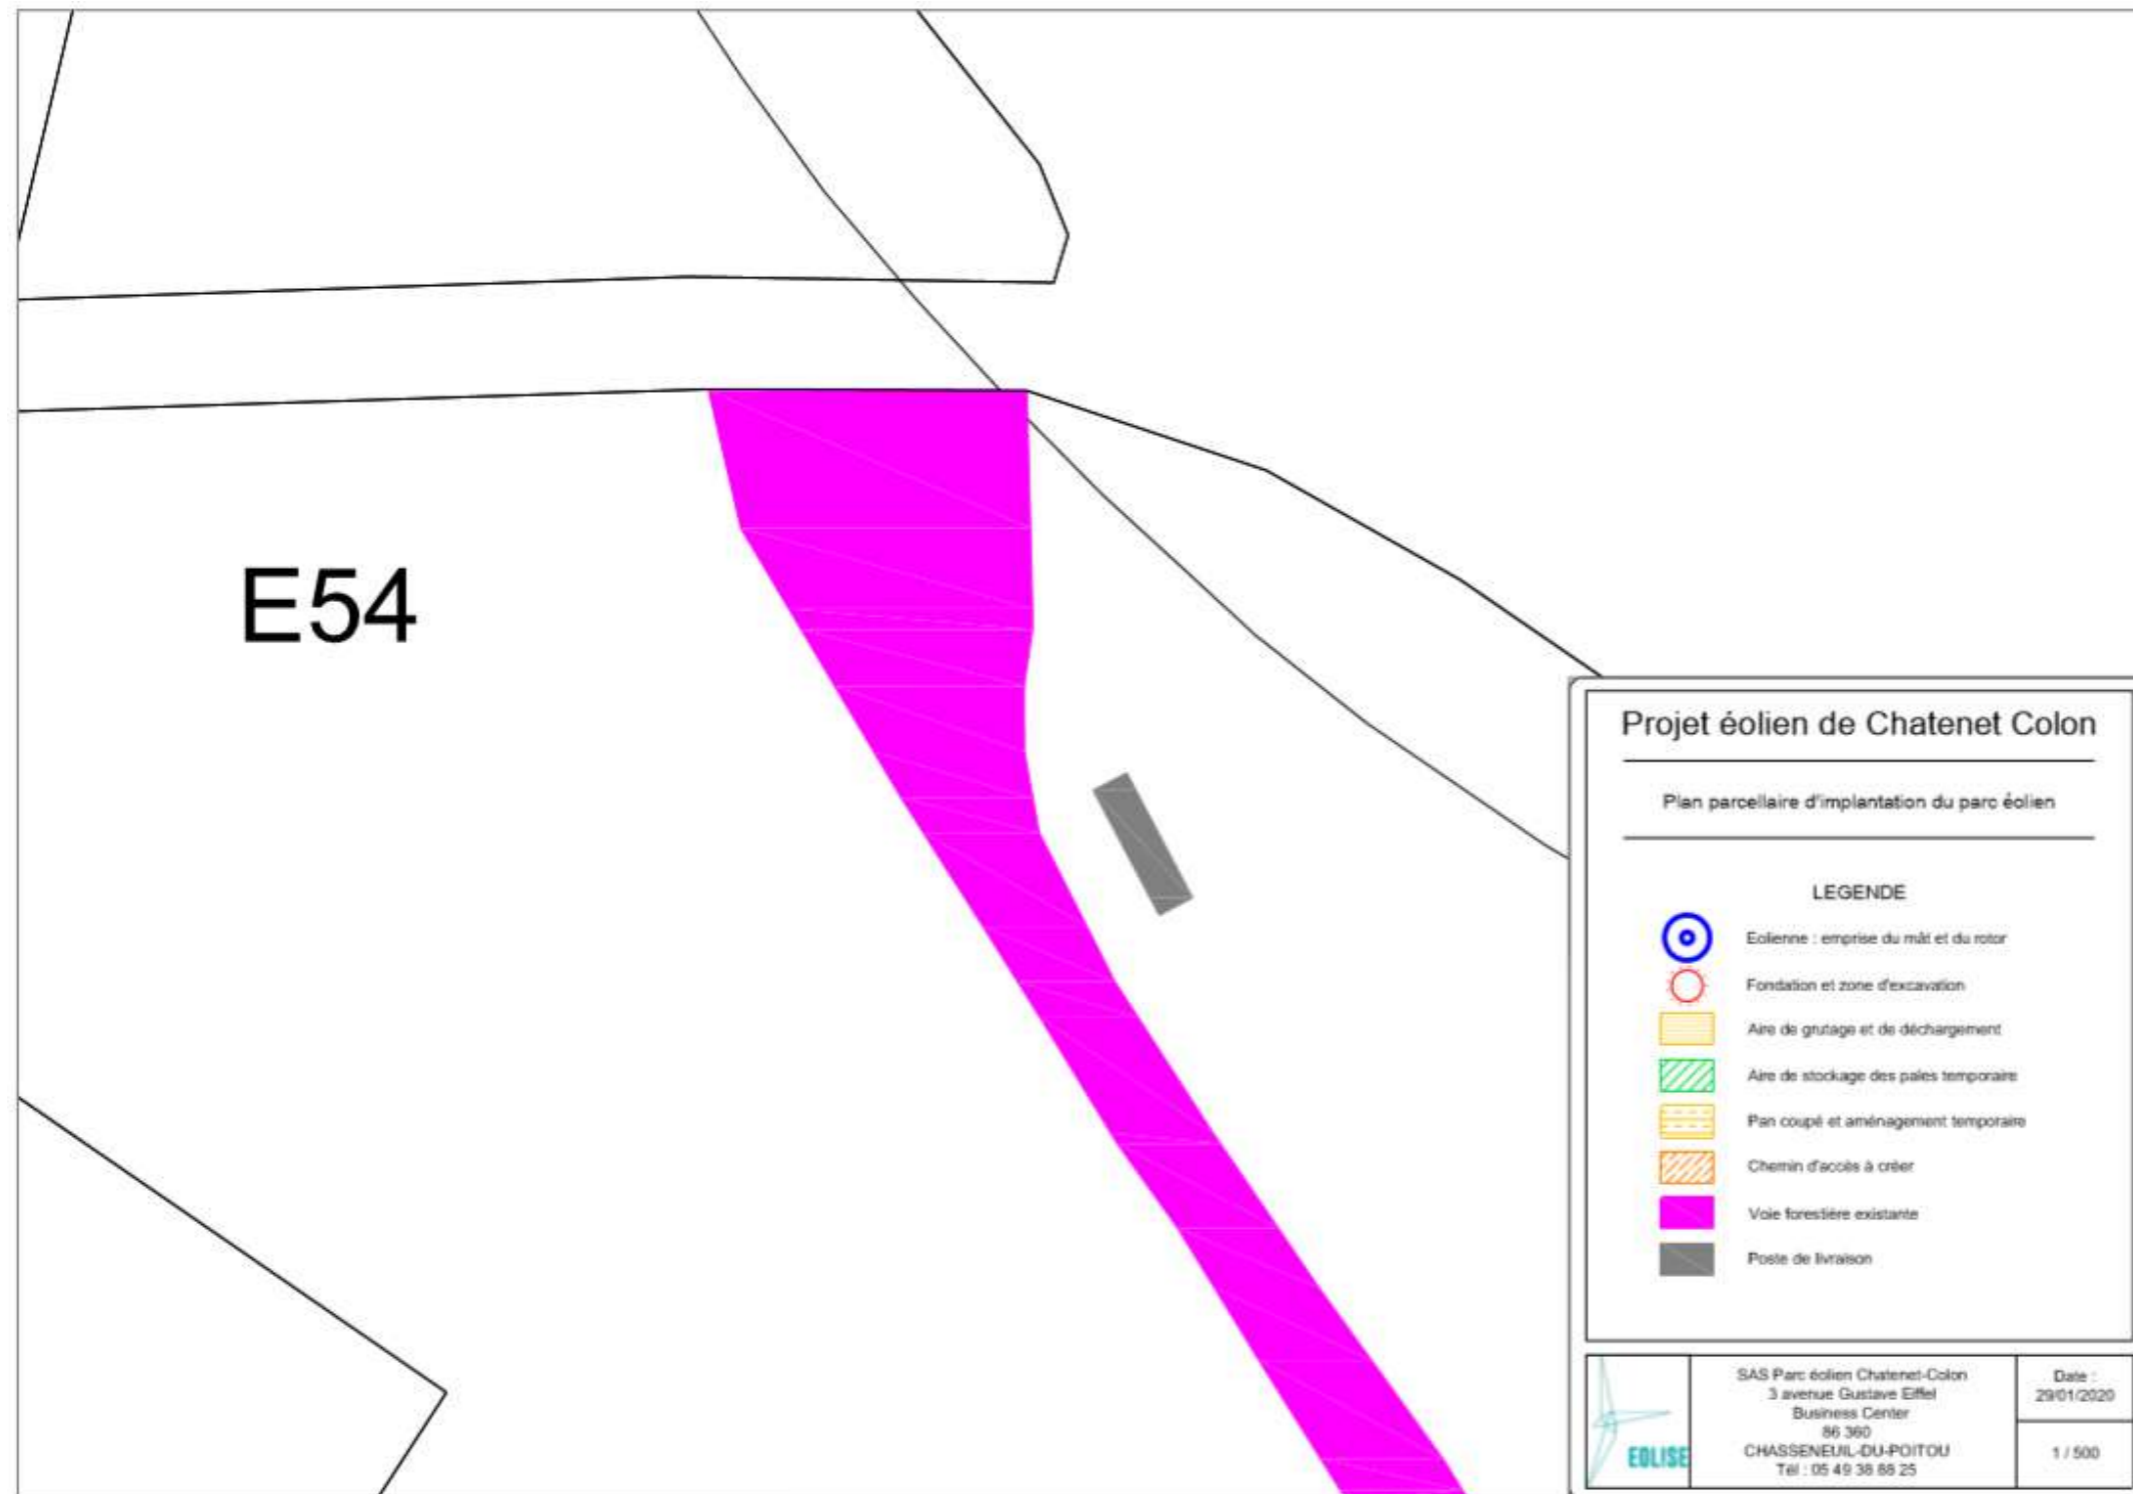 E54
Projet éolien de Chatenet Colon
Plan parcellaire d'implantation du parc éolien
LEGENDE
Eolienne : emprise du mât et du rotor
Fondation et zone d'excavation
Aire de grutage et de déchargement
Aire de stockage des pales temporaire
Pan coupé et aménagement temporaire
Chemin d'accès à créer
Voie forestière existante
Poste de livraison
EOLISE
SAS Parc éolien Chatenet-Colon
3 avenue Gustave Eiffel
Business Center
86 360
CHASSENEUIL-DU-POITOU
Tél : 05 49 38 88 25
Date :
29/01/2020
1 / 500